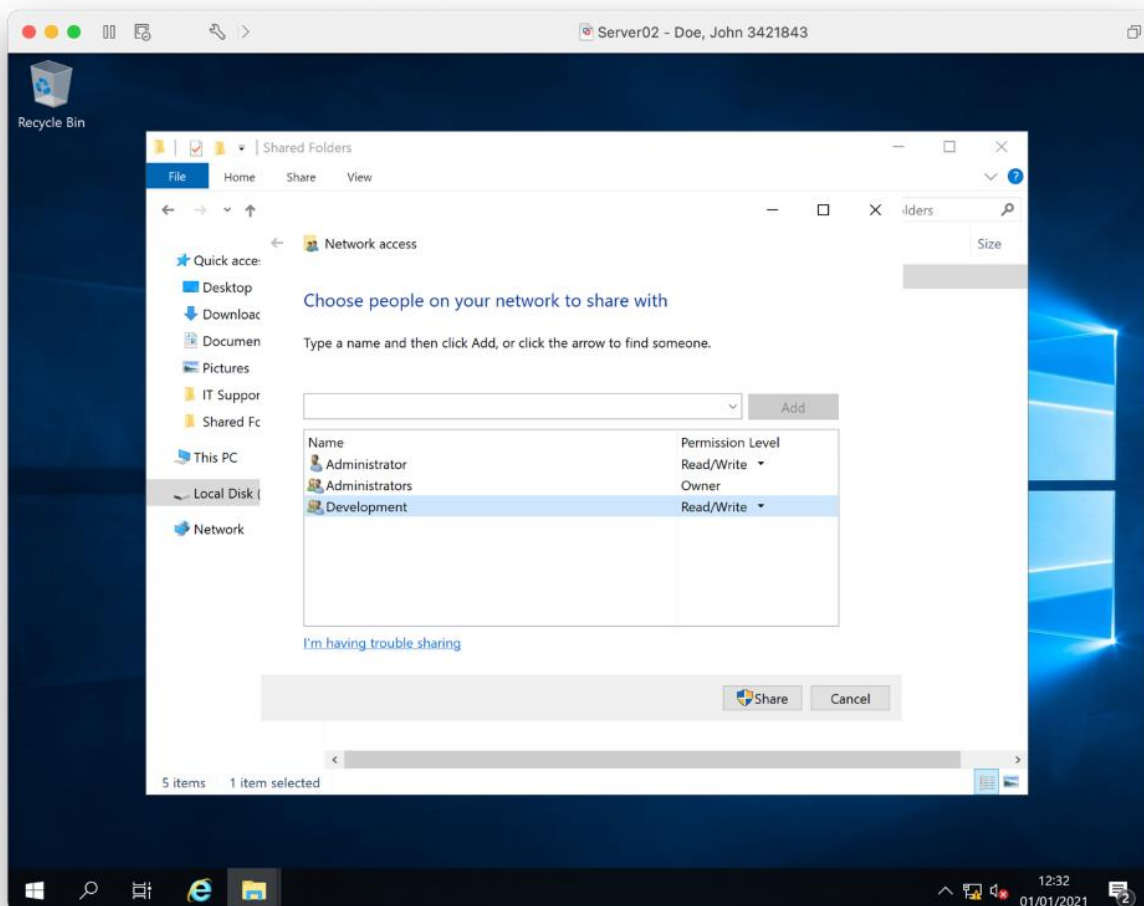 Server02 - Doe, John 3421843
Recycle Bin
Shared Folders
File Home Share View
lders
Network access
Size
Quick acce
Desktop
Downloac
Documen
Pictures
IT Suppor
Shared Fc
This PC
Local Disk (
Network
Choose people on your network to share with
Type a name and then click Add, or click the arrow to find someone.
Add
Name Permission Level
Administrator Read/Write
Administrators Owner
Development Read/Write
I'm having trouble sharing
Share Cancel
5 items 1 item selected
12:32
01/01/2021
2